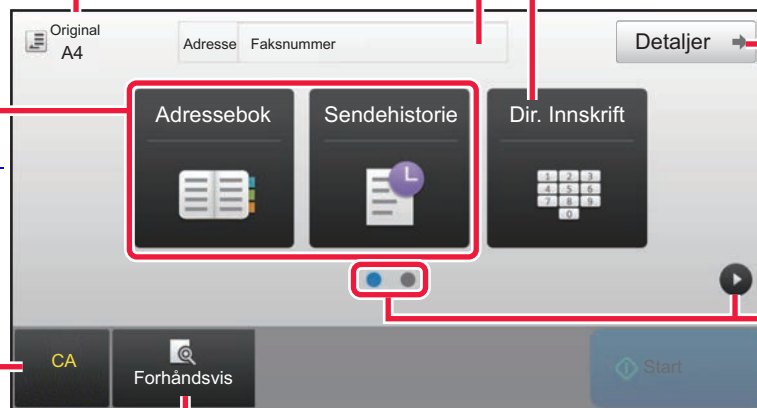 Original
A4
Adresse Faksnummer
Detaljer
Adressebok
Sendehistorie
Dir. Innskrift
1 2 3
4 5 6
7 8 9
0
CA
Forhåndsvis
Start